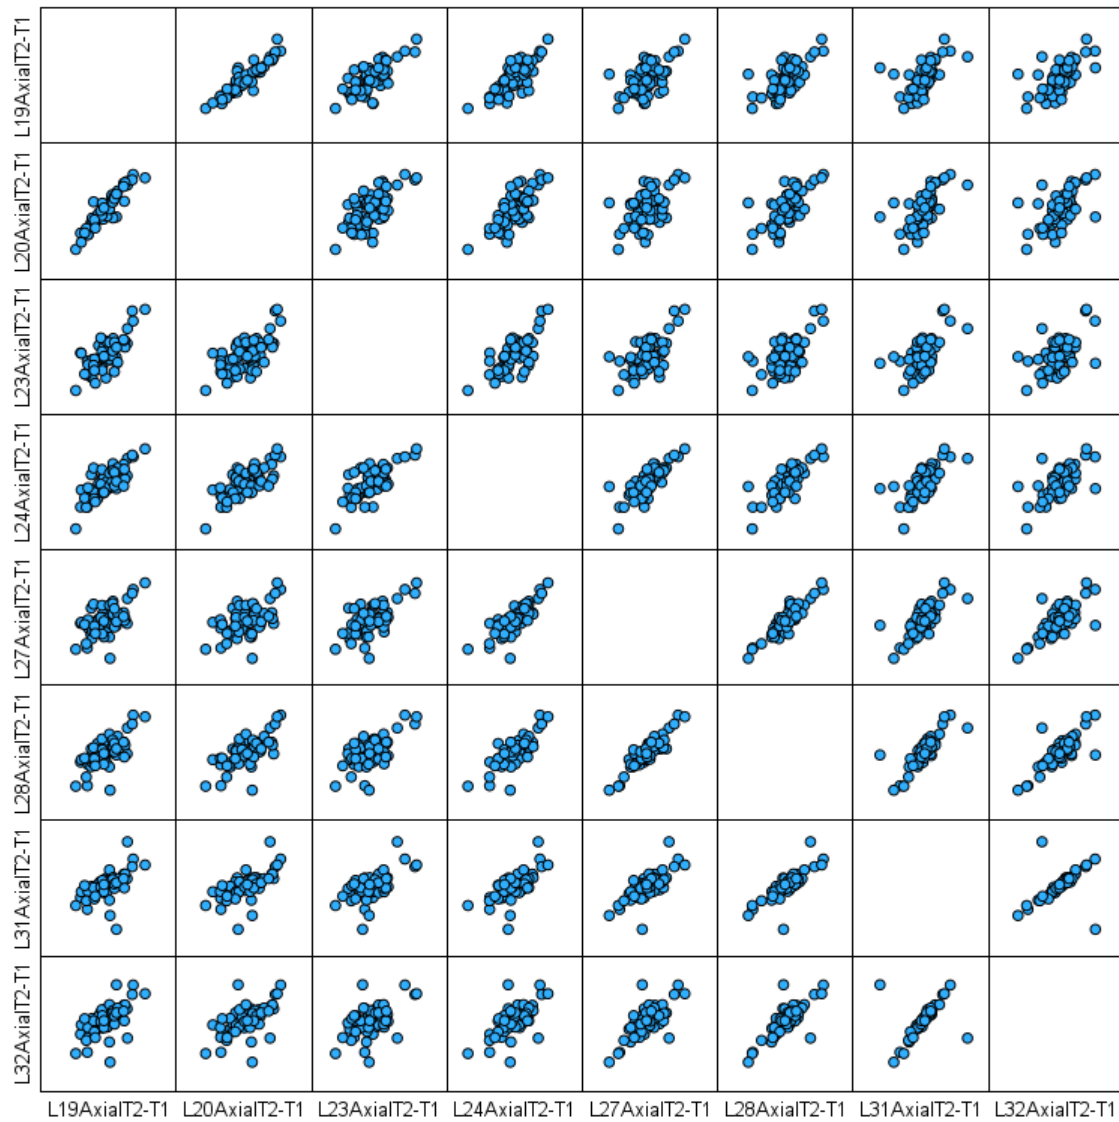 L19AxialT2-T1
L20AxialT2-T1
L23AxialT2-T1
L24AxialT2-T1
L27AxialT2-T1
L28AxialT2-T1
L31AxialT2-T1
L32AxialT2-T1
L19AxialT2-T1 L20AxialT2-T1 L23AxialT2-T1 L24AxialT2-T1 L27AxialT2-T1 L28AxialT2-T1 L31AxialT2-T1 L32AxialT2-T1